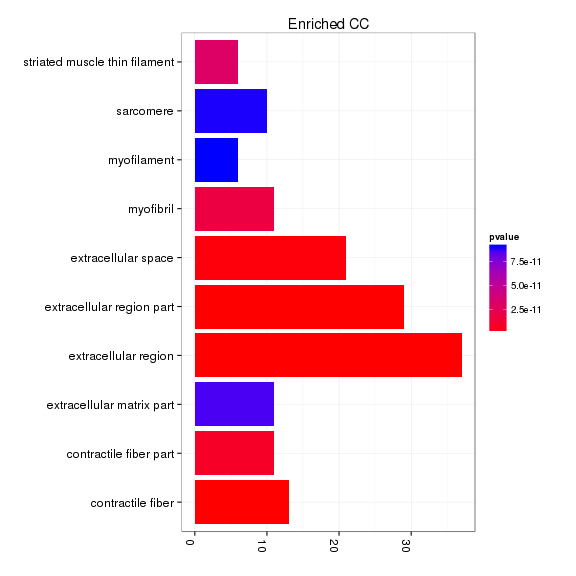 Enriched CC
striated muscle thin filament
sarcomere
myofilament
myofibril
extracellular space
extracellular region part
extracellular region
extracellular matrix part
contractile fiber part
contractile fiber
0
10
20
30
pvalue
7.5e-11
5.0e-11
2.5e-11